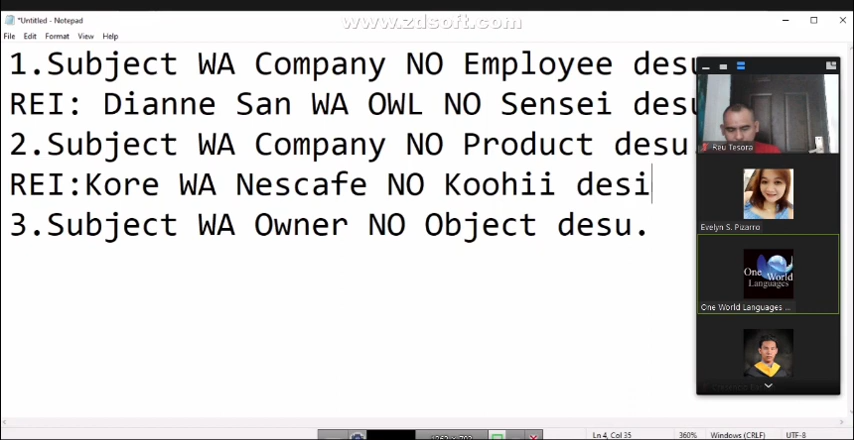 *Untitled - Notepad
www.zdsoft.com
File Edit Format View Help
1.Subject WA Company NO Employee desu
REI: Dianne San WA OWL NO Sensei desu
2.Subject WA Company NO Product desu
REI:Kore WA Nescafe NO Koohii desi
3.Subject WA Owner NO Object desu.
Reu Tesora
Evelyn S. Pizarro
One World Languages
One World Languages ...
Ln 4, Col 35
360%
Windows (CRLF)
UTF-8